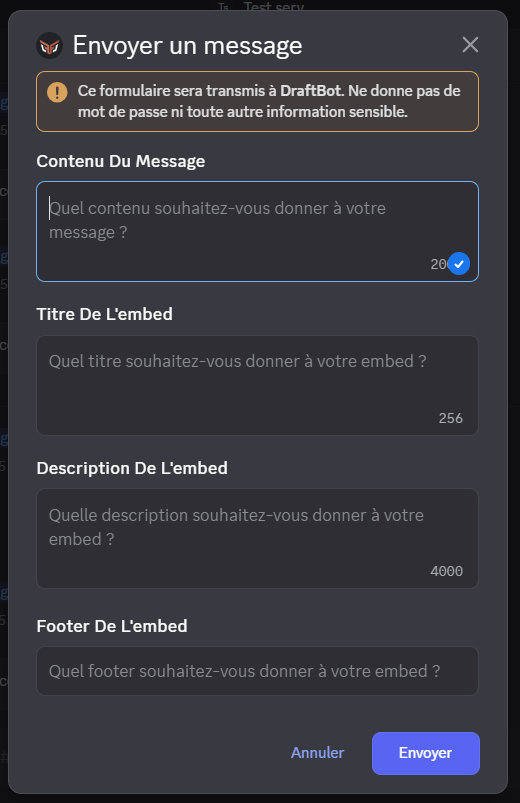 Test serv
Envoyer un message
Ce formulaire sera transmis à DraftBot. Ne donne pas de
mot de passe ni toute autre information sensible.
Contenu Du Message
Quel contenu souhaitez-vous donner à votre
message ?
Titre De L'embed
Quel titre souhaitez-vous donner à votre embed ?
256
Description De L'embed
Quelle description souhaitez-vous donner à votre
embed ?
4000
Footer De L'embed
Quel footer souhaitez-vous donner à votre embed ?
Annuler
Envoyer